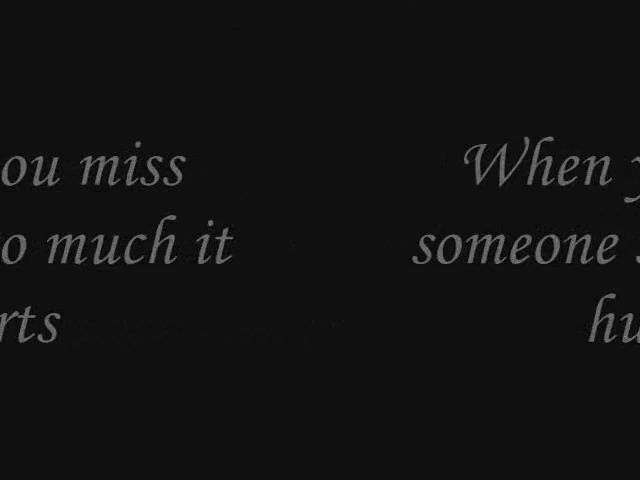 ou miss When y
o much it someone s
rts hu